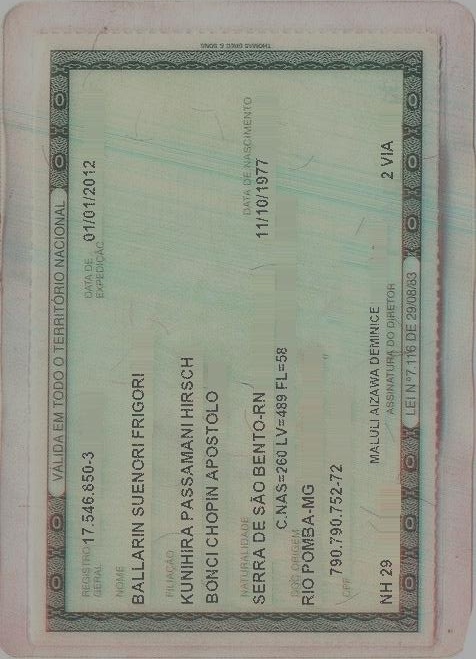 VÁLIDA EM TODO O TERRITÓRIO NACIONAL
REGISTRO GERAL 17.546.850-3 DATA DE EXPEDIÇÃO 01/01/2012
NOME
BALLARIN SUENORI FRIGORI
FILIAÇÃO
KUNIHIRA PASSAMANI HIRSCH
BONCI CHOPIN APOSTOLO
NATURALIDADE DATA DE NASCIMENTO
SERRA DE SÃO BENTO-RN 11/10/1977
DOC ORIGEM C.NAS=260 LV=489 FL=58
RIO POMBA-MG
CPF 790.790.752-72
MALULI AIZAWA DEMINICE
NH 29 ASSINATURA DO DIRETOR 2 VIA
LEI Nº 7.116 DE 29/08/83
THOMAS GREG & SONS